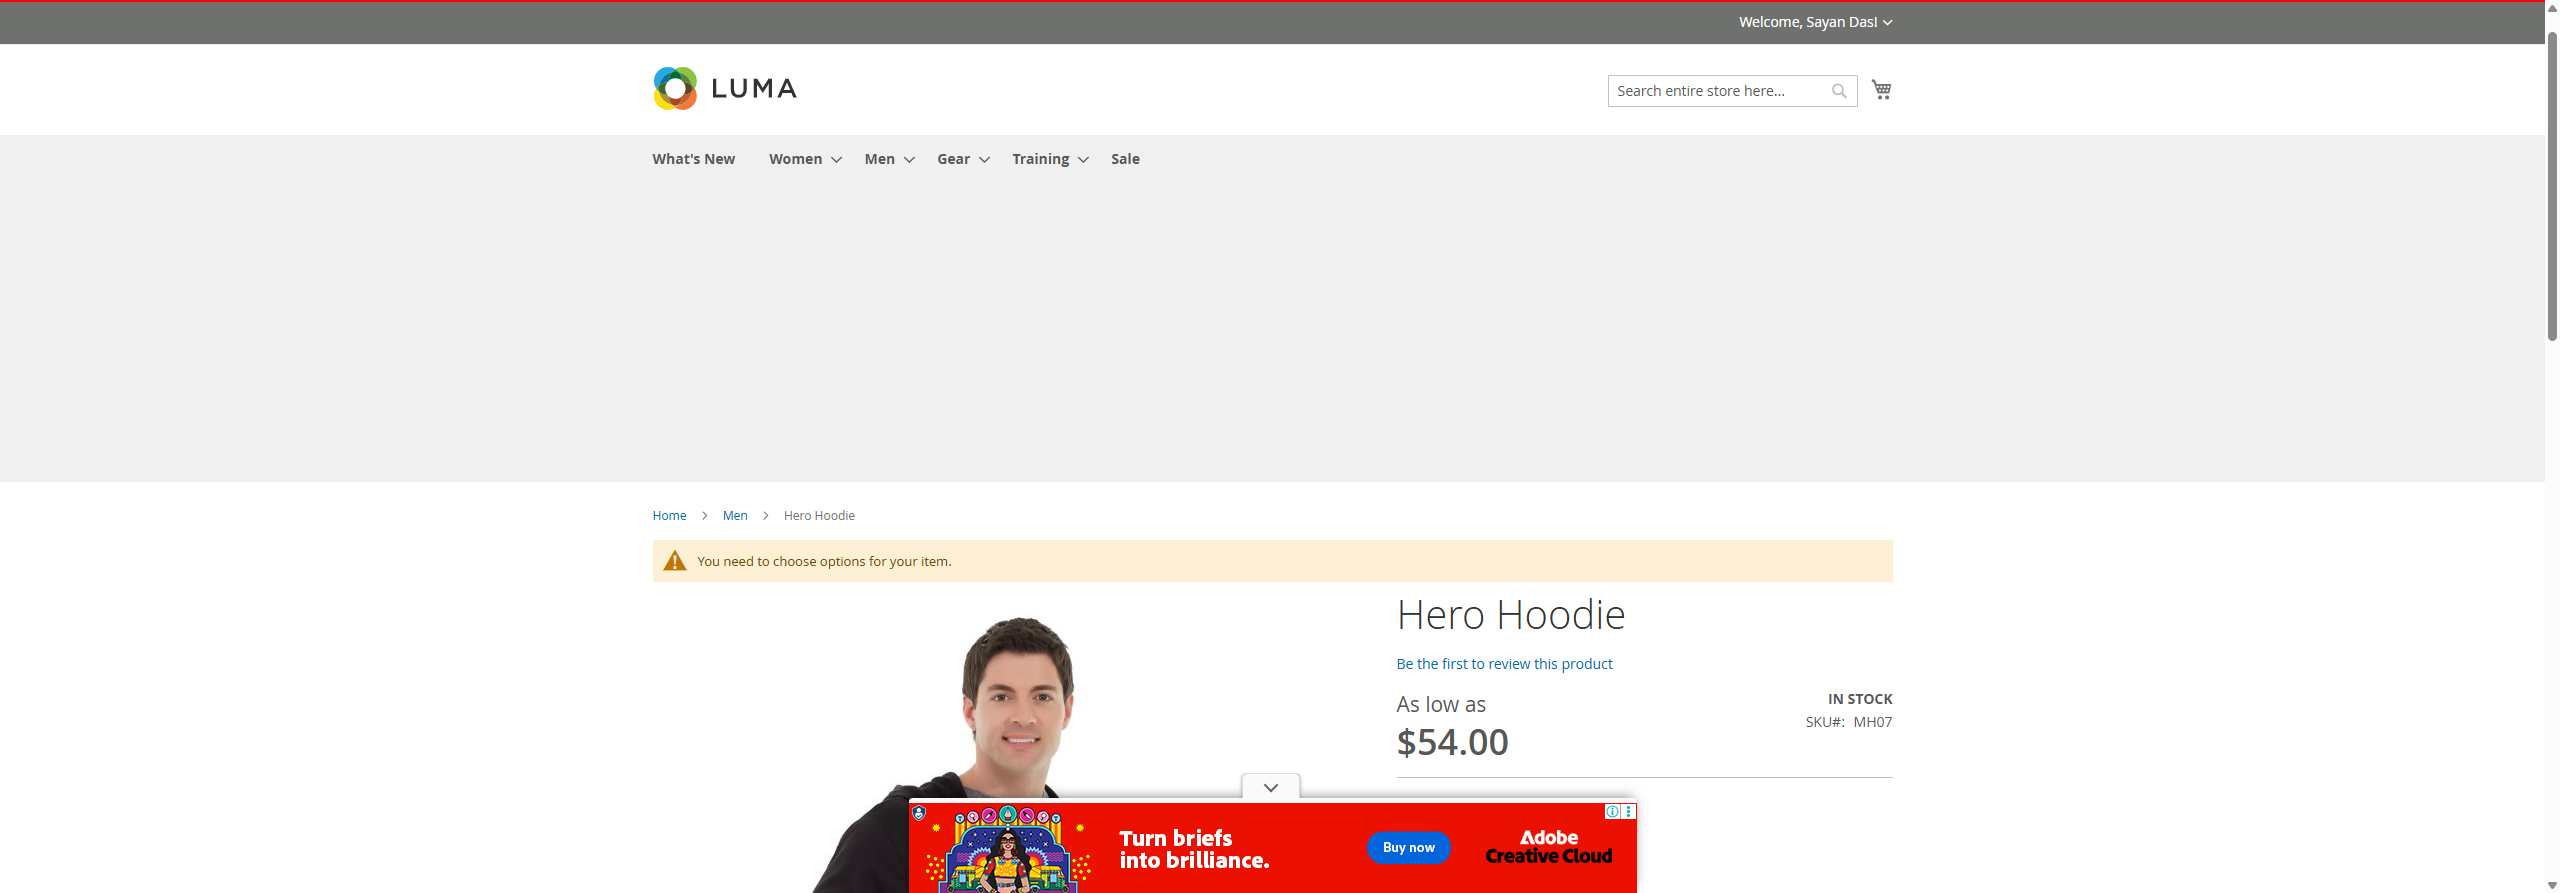 Welcome, Sayan Das!
LUMA
Search entire store here...
What's New
Women
Men
Gear
Training
Sale
Home
Men
Hero Hoodie
You need to choose options for your item.
Hero Hoodie
Be the first to review this product
As low as
$54.00
IN STOCK
SKU#: MH07
Turn briefs
into brilliance.
Buy now
Adobe
Creative Cloud